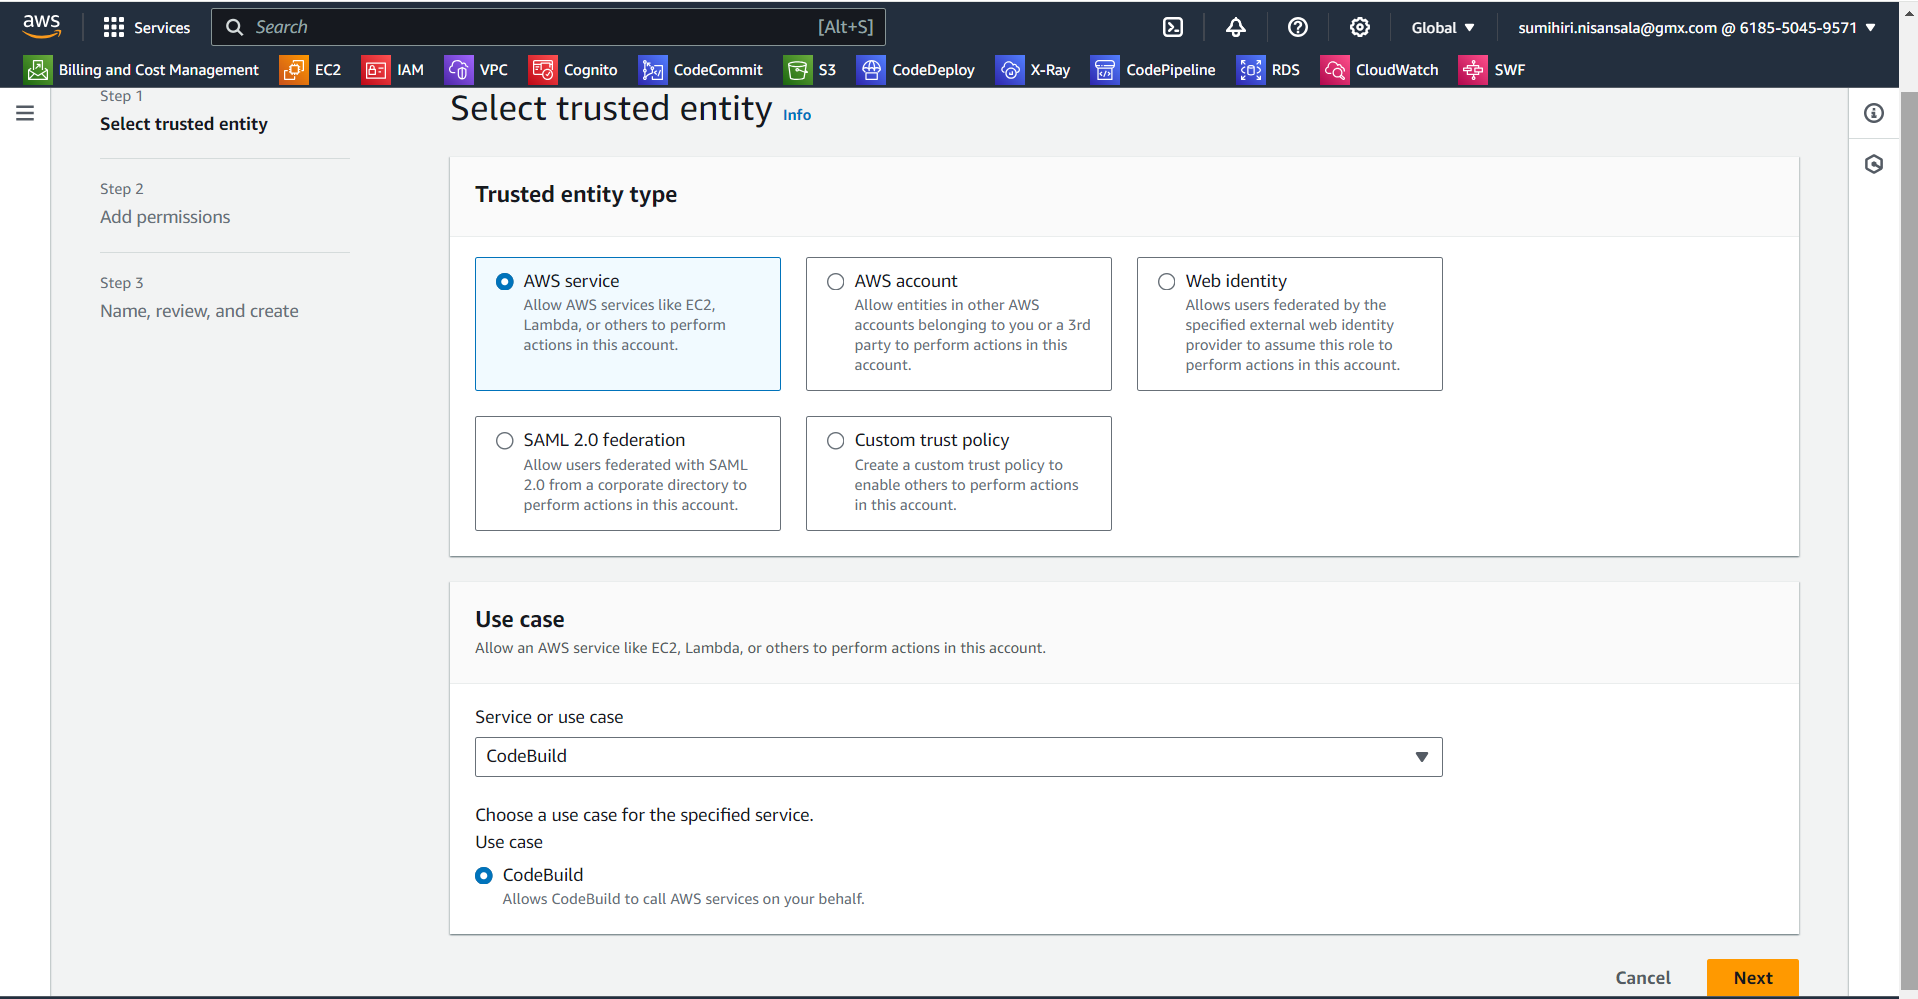 aws Services Search [Alt+S] Global sumihiri.nisansala@gmx.com @ 6185-5045-9571
Billing and Cost Management EC2 IAM VPC Cognito CodeCommit S3 CodeDeploy X-Ray CodePipeline RDS CloudWatch SWF
Step 1
Select trusted entity
Step 2
Add permissions
Step 3
Name, review, and create
Select trusted entity Info
Trusted entity type
AWS service
Allow AWS services like EC2,
Lambda, or others to perform
actions in this account.
AWS account
Allow entities in other AWS
accounts belonging to you or a 3rd
party to perform actions in this
account.
Web identity
Allows users federated by the
specified external web identity
provider to assume this role to
perform actions in this account.
SAML 2.0 federation
Allow users federated with SAML
2.0 from a corporate directory to
perform actions in this account.
Custom trust policy
Create a custom trust policy to
enable others to perform actions
in this account.
Use case
Allow an AWS service like EC2, Lambda, or others to perform actions in this account.
Service or use case
CodeBuild
Choose a use case for the specified service.
Use case
CodeBuild
Allows CodeBuild to call AWS services on your behalf.
Cancel Next